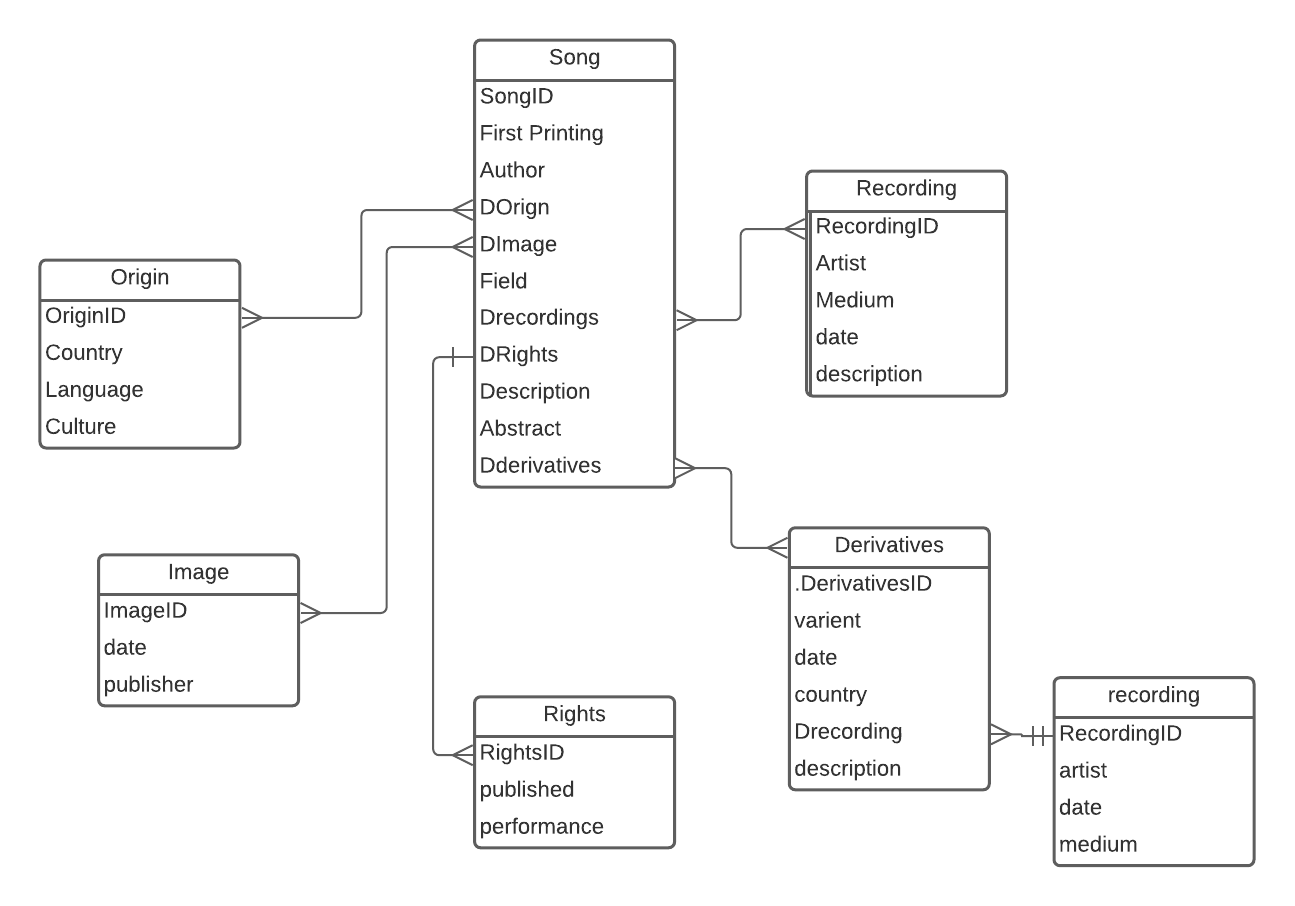 Song
SongID
First Printing
Author
DOrign
DImage
Field
Drecordings
DRights
Description
Abstract
Dderivatives
Recording
RecordingID
Artist
Medium
date
description
Origin
OriginID
Country
Language
Culture
Image
ImageID
date
publisher
Rights
RightsID
published
performance
Derivatives
.DerivativesID
varient
date
country
Drecording
description
recording
RecordingID
artist
date
medium